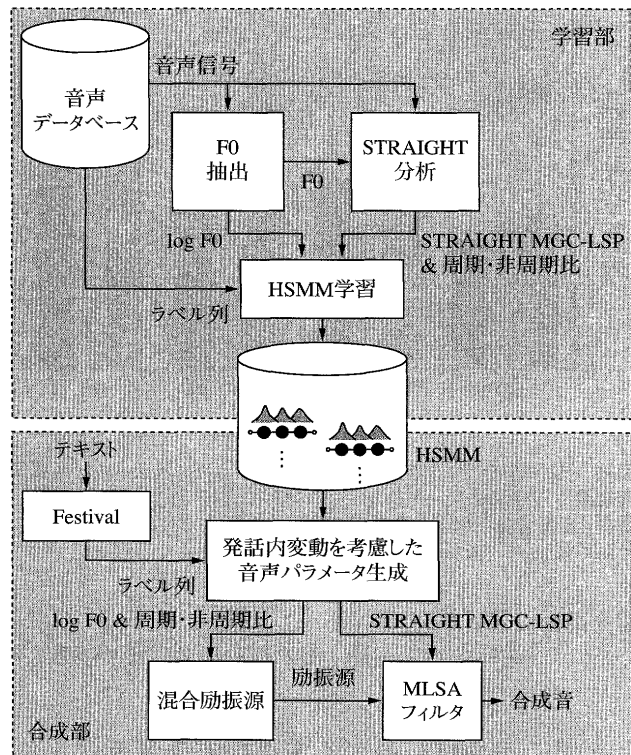 学習部
音声信号
音声
データベース
F0
抽出
F0
STRAIGHT
分析
log F0
STRAIGHT MGC-LSP
& 周期・非周期比
HSMM学習
ラベル列
HSMM
テキスト
Festival
発話内変動を考慮した
音声パラメータ生成
ラベル列
log F0 & 周期・非周期比
STRAIGHT MGC-LSP
混合励振源
励振源
MLSA
フィルタ
合成音
合成部